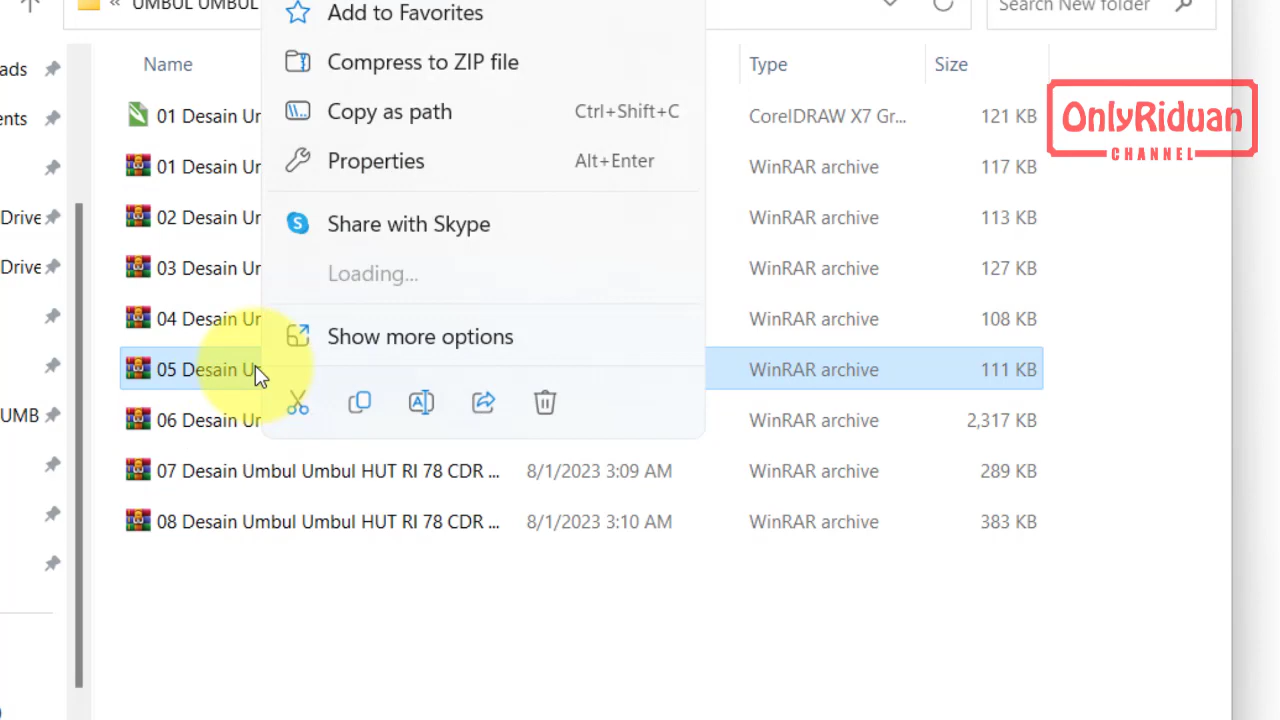 « UMBUL UMBUL
Search New folder
Add to Favorites
Compress to ZIP file
Copy as path Ctrl+Shift+C
Properties Alt+Enter
Share with Skype
Loading...
Show more options
Name Type Size
01 Desain Ur CorelDRAW X7 Gr... 121 KB
01 Desain Ur WinRAR archive 117 KB
02 Desain Ur WinRAR archive 113 KB
03 Desain Ur WinRAR archive 127 KB
04 Desain Ur WinRAR archive 108 KB
05 Desain U WinRAR archive 111 KB
06 Desain Ur WinRAR archive 2,317 KB
07 Desain Umbul Umbul HUT RI 78 CDR ... 8/1/2023 3:09 AM WinRAR archive 289 KB
08 Desain Umbul Umbul HUT RI 78 CDR ... 8/1/2023 3:10 AM WinRAR archive 383 KB
ads
ents
Drive
Drive
UMB
OnlyRiduan
CHANNEL